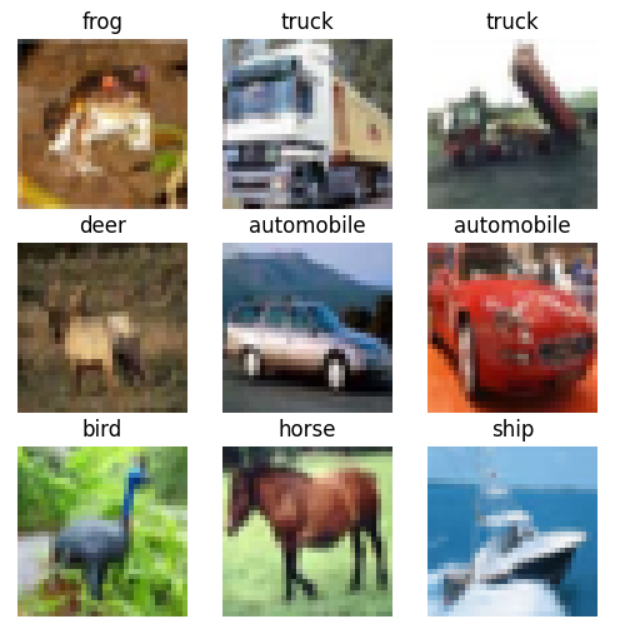 frog truck truck
deer automobile automobile
bird horse ship